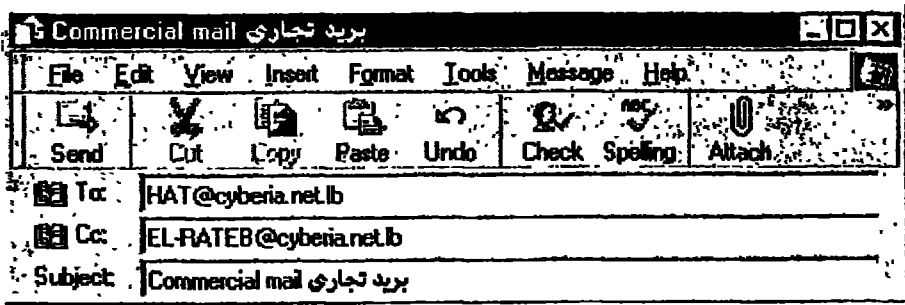 Commercial mail بريد تجاري
File Edit View Insert Format Tools Message Help
Send Cut Copy Paste Undo Check Spelling Attach »
To: HAT@cyberia.net.lb
Cc: EL-RATEB@cyberia.net.lb
Subject: Commercial mail بريد تجاري